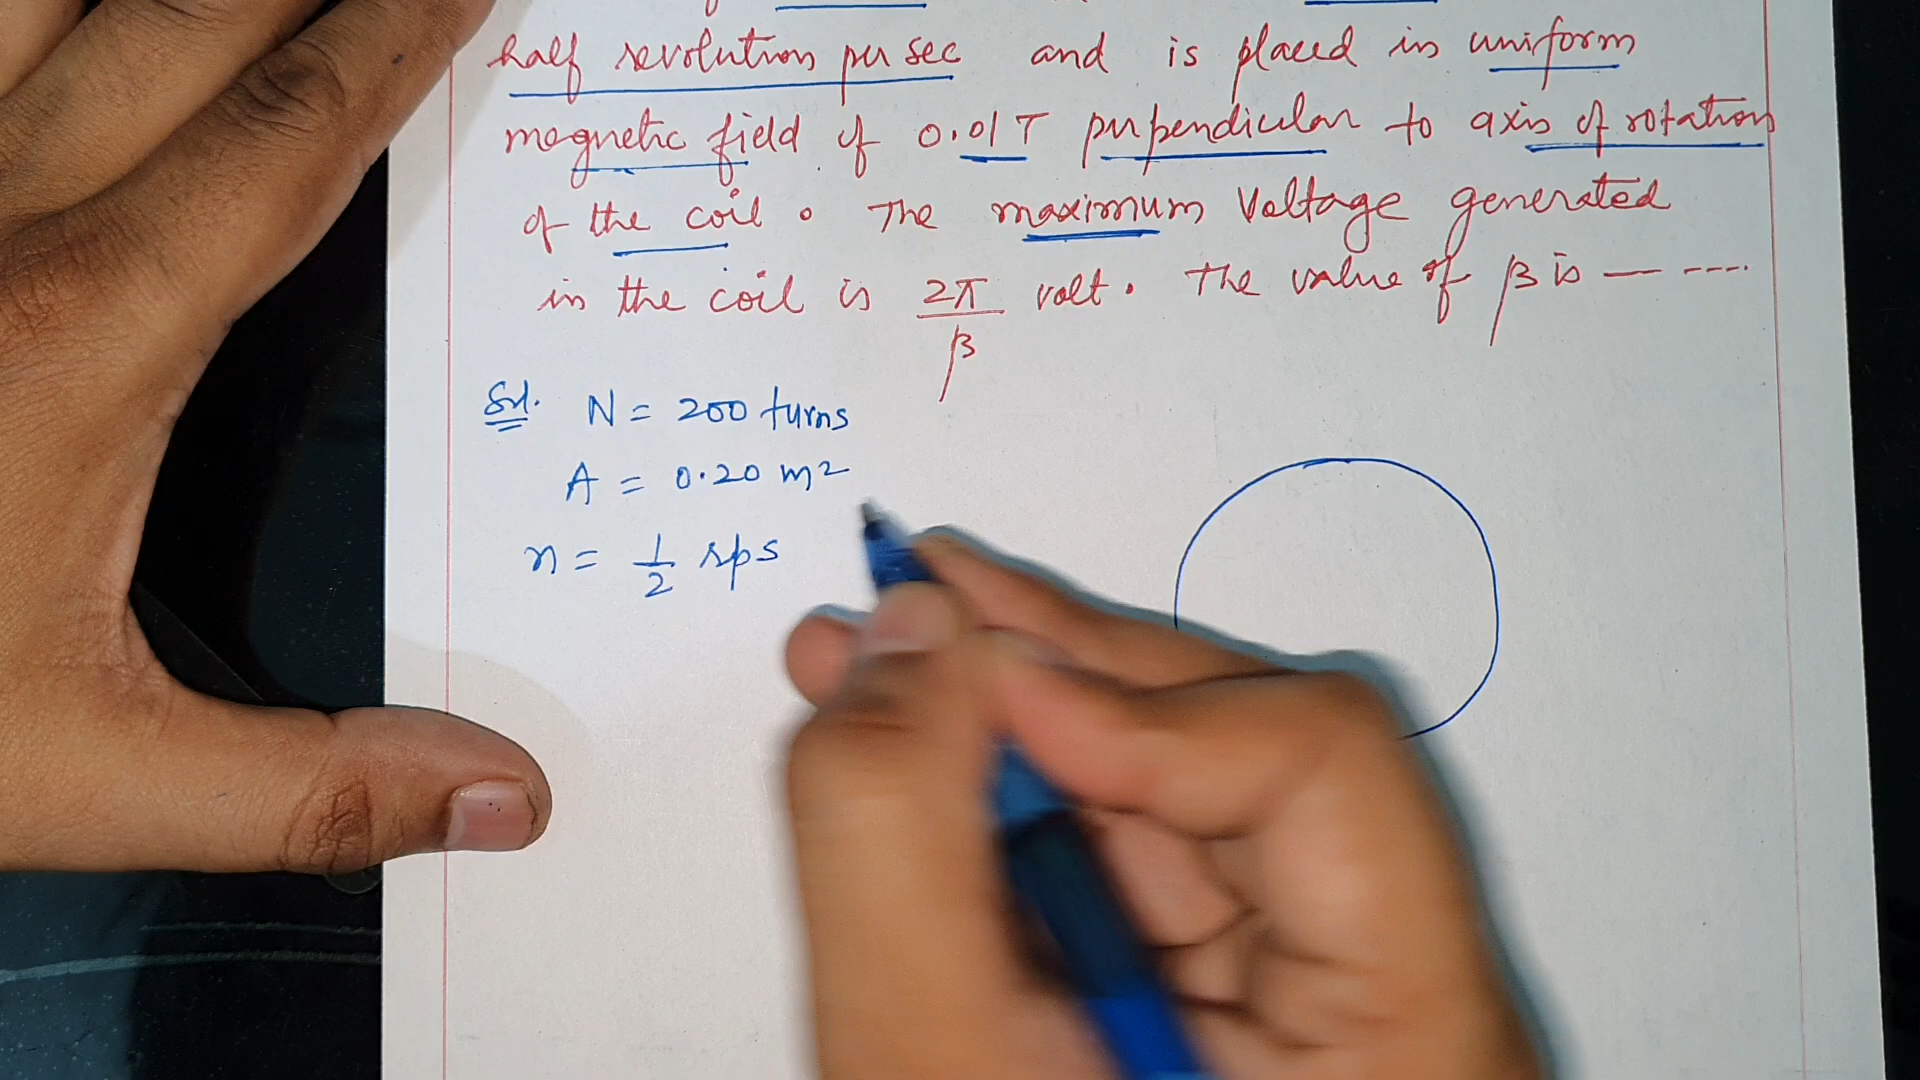 half revolution per sec and is placed in uniform
magnetic field of 0.01T perpendicular to axis of rotation
of the coil. The maximum Voltage generated
in the coil is 2π/β volt. The value of β is — ----.
Sol. N = 200 turns
A = 0.20 m²
n = 1/2 rps